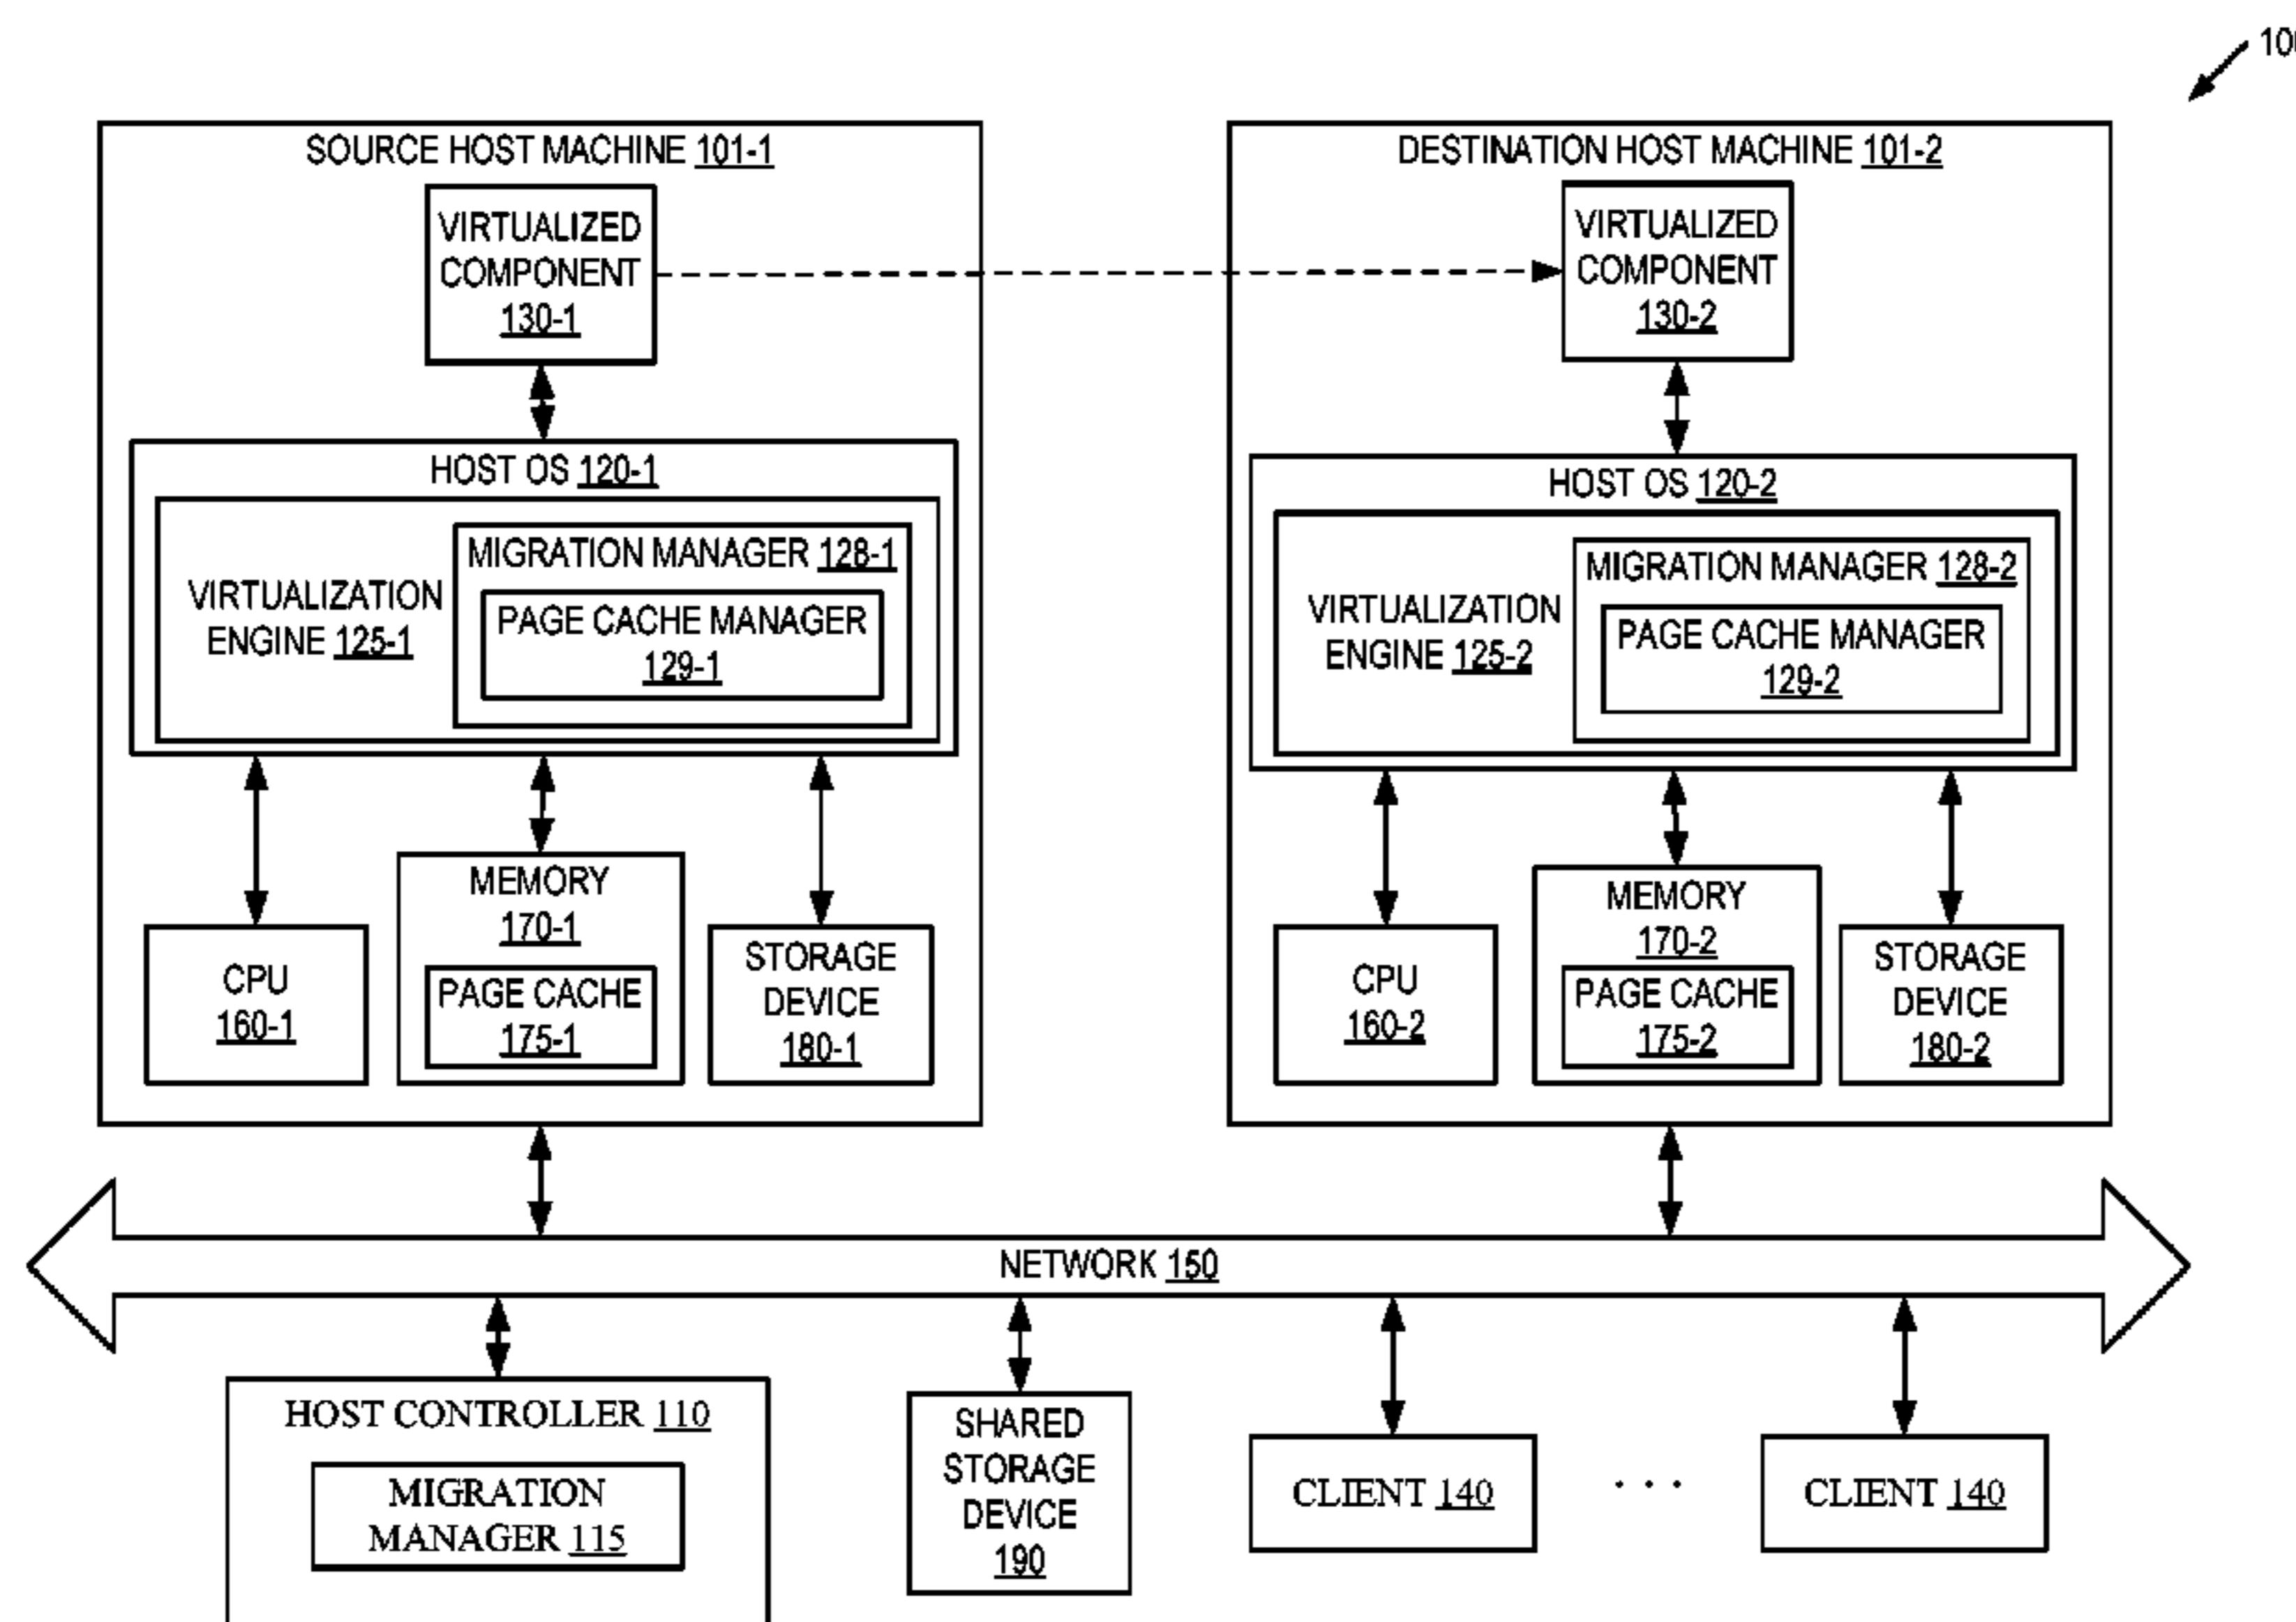 SOURCE HOST MACHINE 101-1
VIRTUALIZED
COMPONENT
130-1
HOST OS 120-1
MIGRATION MANAGER 128-1
VIRTUALIZATION
ENGINE 125-1
PAGE CACHE MANAGER
129-1
MEMORY
170-1
CPU
160-1
PAGE CACHE
175-1
STORAGE
DEVICE
180-1
DESTINATION HOST MACHINE 101-2
VIRTUALIZED
COMPONENT
130-2
HOST OS 120-2
MIGRATION MANAGER 128-2
VIRTUALIZATION
ENGINE 125-2
PAGE CACHE MANAGER
129-2
MEMORY
170-2
CPU
160-2
PAGE CACHE
175-2
STORAGE
DEVICE
180-2
NETWORK 150
HOST CONTROLLER 110
MIGRATION
MANAGER 115
SHARED
STORAGE
DEVICE
190
CLIENT 140
. . .
CLIENT 140